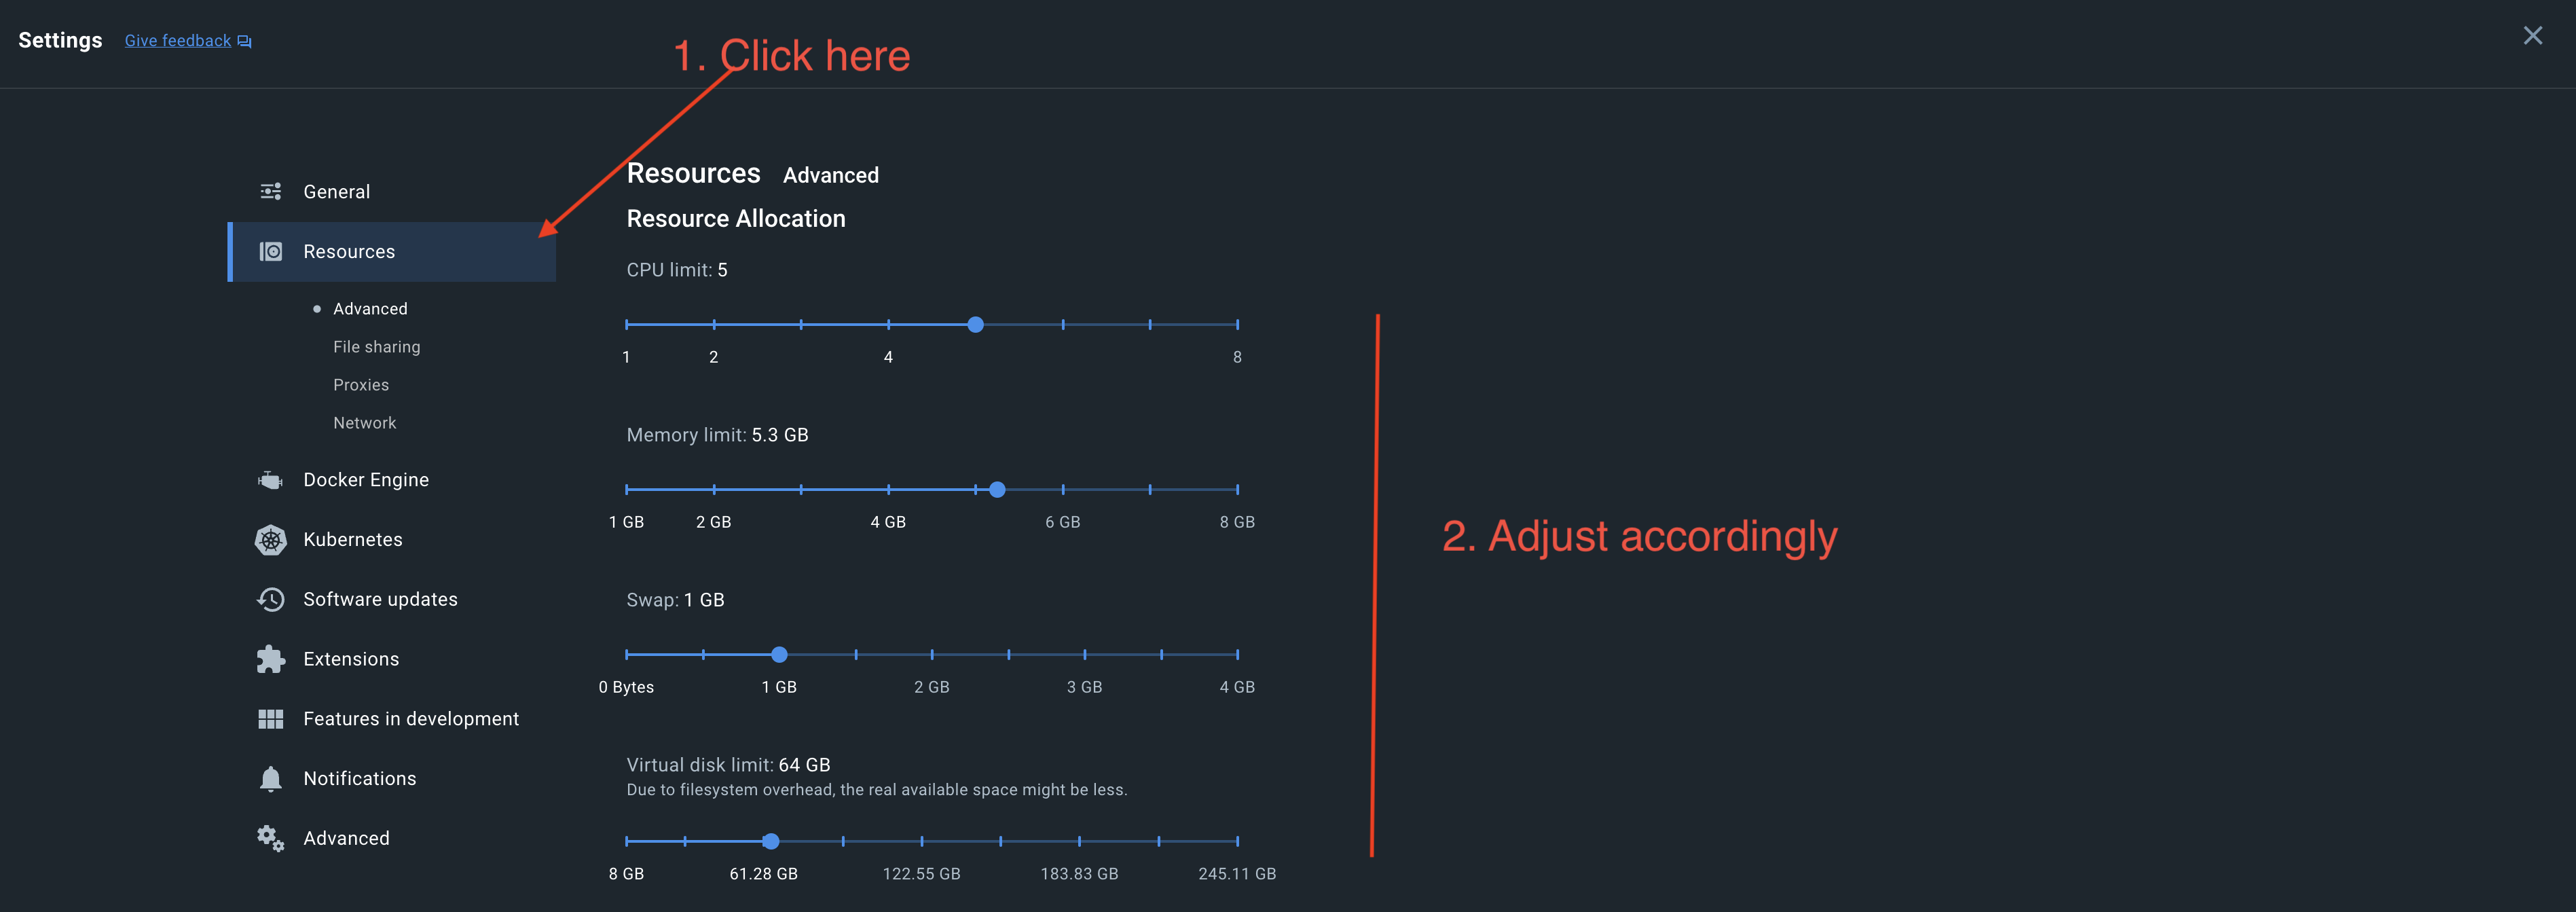 Settings Give feedback
1. Click here
General
Resources
Advanced
File sharing
Proxies
Network
Docker Engine
Kubernetes
Software updates
Extensions
Features in development
Notifications
Advanced
Resources Advanced
Resource Allocation
CPU limit: 5
1 2 4 8
Memory limit: 5.3 GB
1 GB 2 GB 4 GB 6 GB 8 GB
Swap: 1 GB
0 Bytes 1 GB 2 GB 3 GB 4 GB
Virtual disk limit: 64 GB
Due to filesystem overhead, the real available space might be less.
8 GB 61.28 GB 122.55 GB 183.83 GB 245.11 GB
2. Adjust accordingly